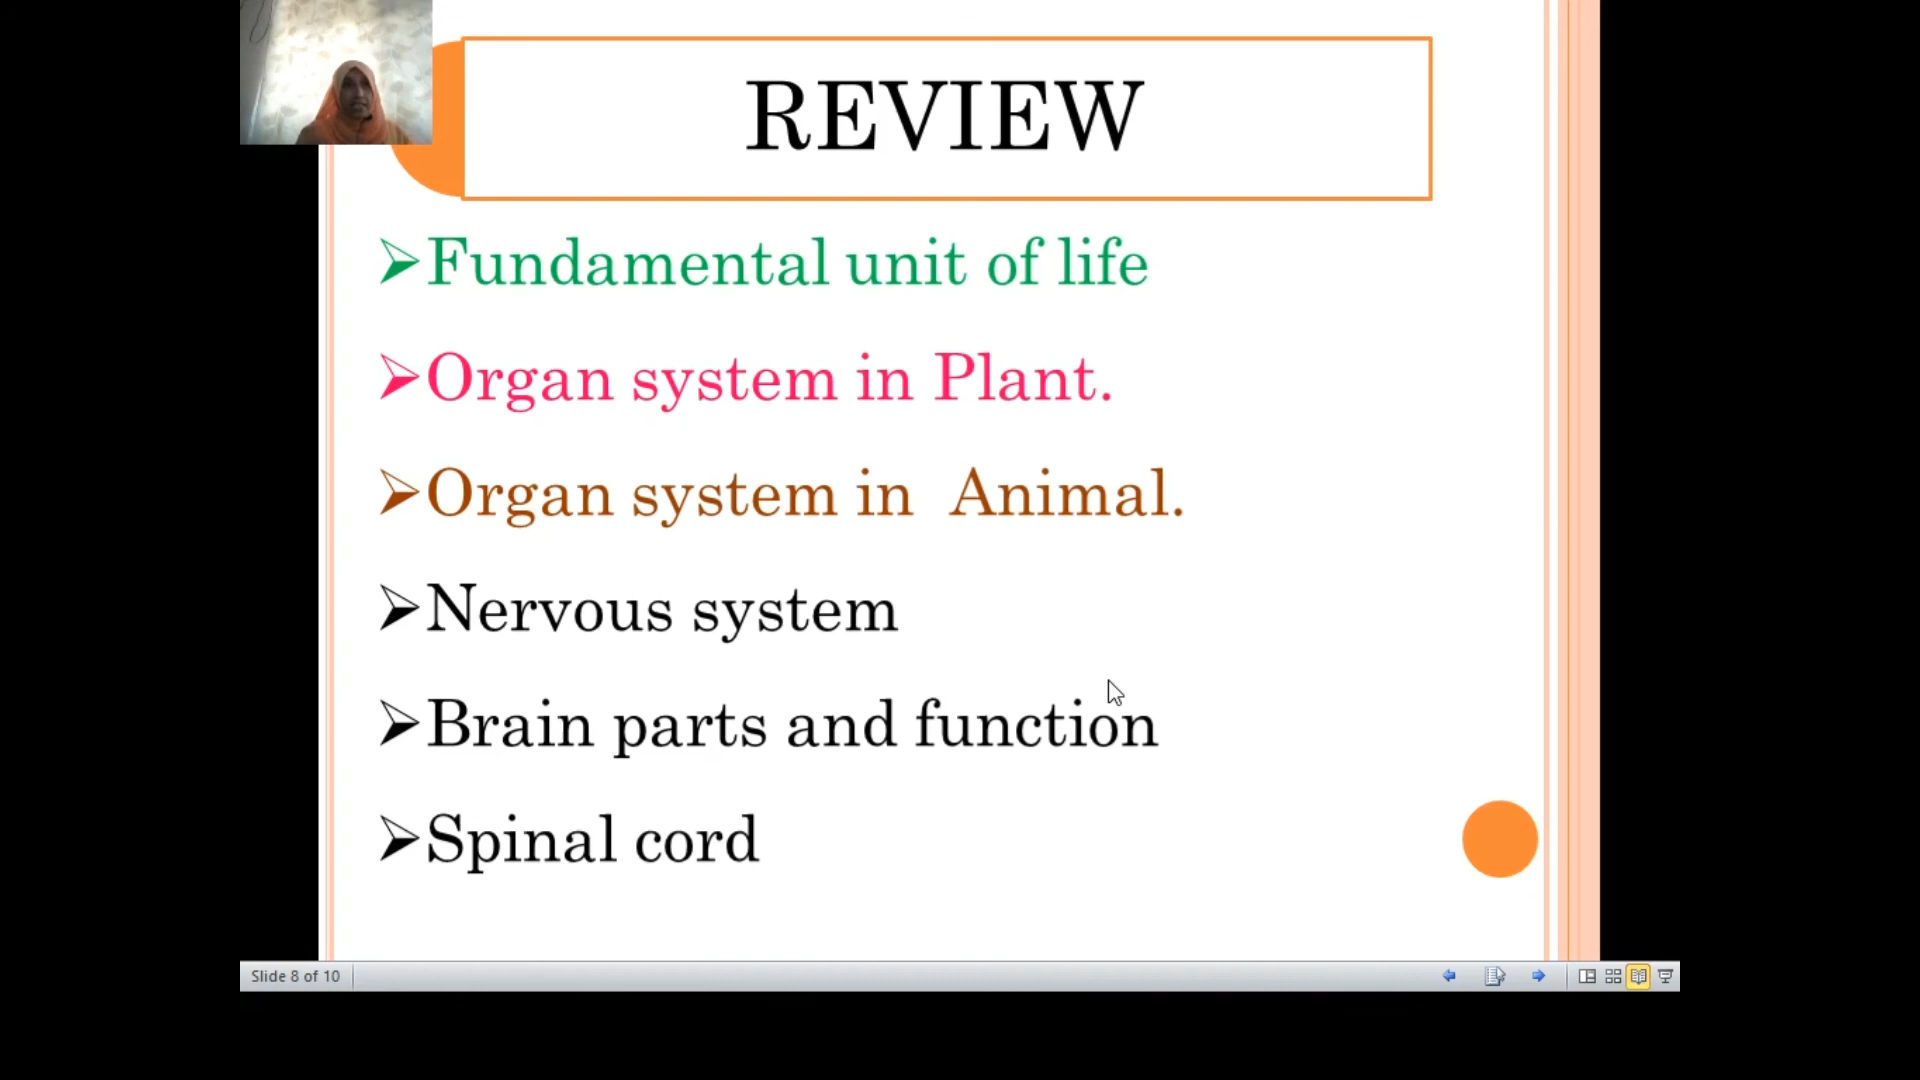 REVIEW
Fundamental unit of life
Organ system in Plant.
Organ system in  Animal.
Nervous system
Brain parts and function
Spinal cord
Slide 8 of 10